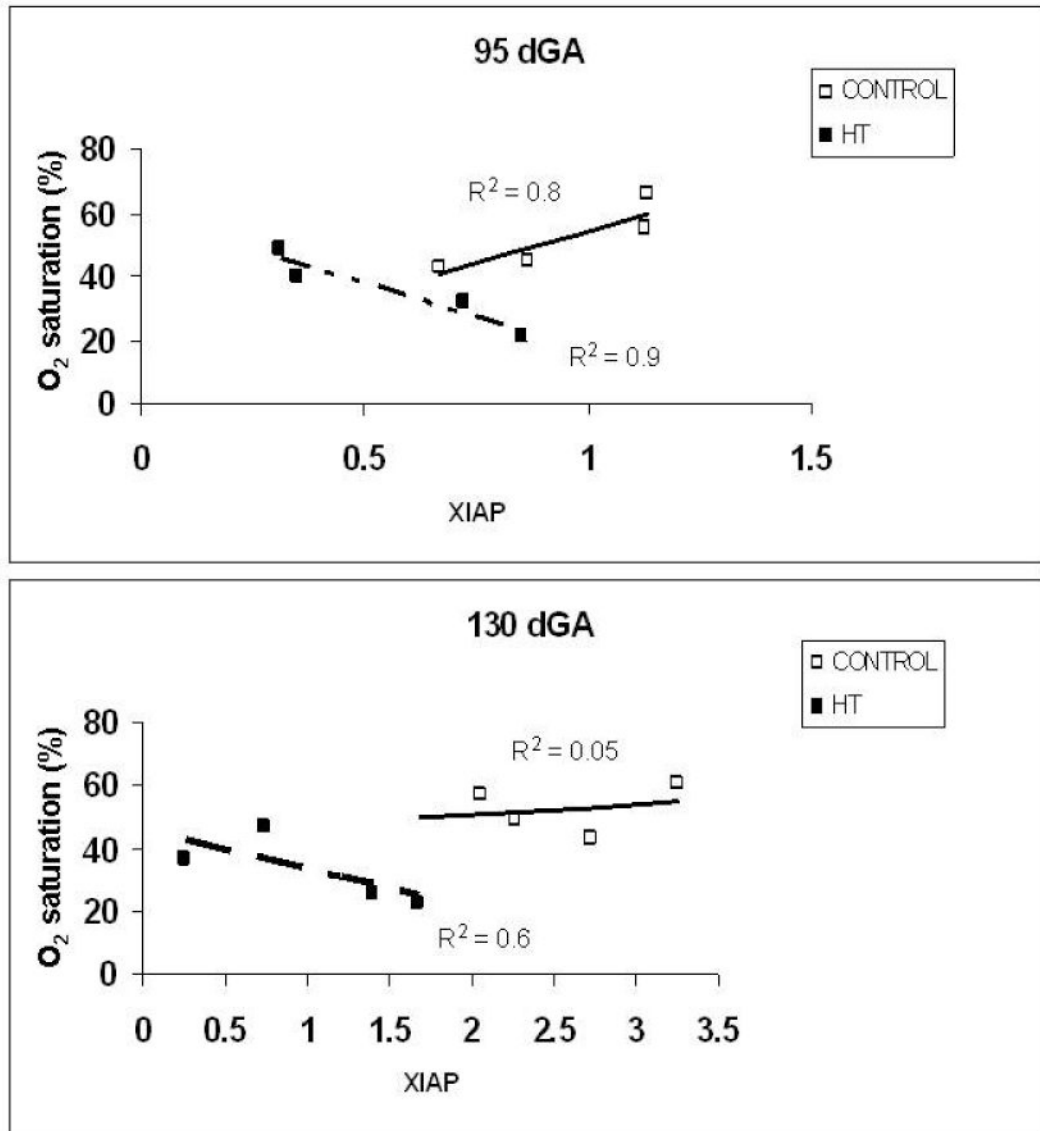 95 dGA
CONTROL
HT
O₂ saturation (%)
80
60
40
20
0
R² = 0.8
R² = 0.9
0 0.5 1 1.5
XIAP
130 dGA
CONTROL
HT
O₂ saturation (%)
80
60
40
20
0
R² = 0.05
R² = 0.6
0 0.5 1 1.5 2 2.5 3 3.5
XIAP